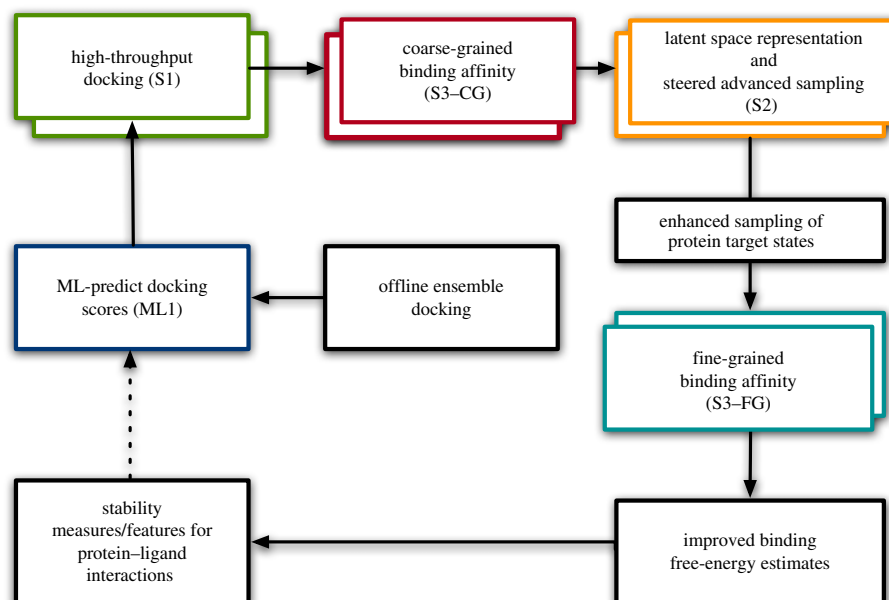 high-throughput
docking (S1)
coarse-grained
binding affinity
(S3–CG)
latent space representation
and
steered advanced sampling
(S2)
enhanced sampling of
protein target states
ML-predict docking
scores (ML1)
offline ensemble
docking
fine-grained
binding affinity
(S3–FG)
stability
measures/features for
protein–ligand
interactions
improved binding
free-energy estimates